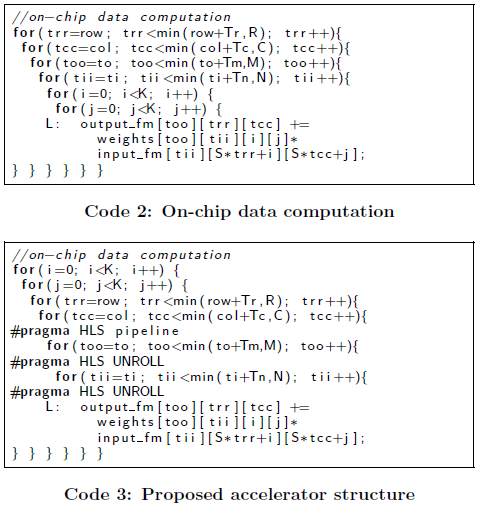 //on-chip data computation
for(trr=row; trr<min(row+Tr,R); trr++){
for(tcc=col; tcc<min(col+Tc,C); tcc++){
for(too=to; too<min(to+Tm,M); too++){
for(tii=ti; tii<min(ti+Tn,N); tii++){
for(i=0; i<K; i++) {
for(j=0; j<K; j++) {
L: output_fm[too][trr][tcc] +=
weights[too][tii][i][j]*
input_fm[tii][S*trr+i][S*tcc+j];
} } } } } }
Code 2: On-chip data computation
//on-chip data computation
for(i=0; i<K; i++) {
for(j=0; j<K; j++) {
for(trr=row; trr<min(row+Tr,R); trr++){
for(tcc=col; tcc<min(col+Tc,C); tcc++){
#pragma HLS pipeline
for(too=to; too<min(to+Tm,M); too++){
#pragma HLS UNROLL
for(tii=ti; tii<min(ti+Tn,N); tii++){
#pragma HLS UNROLL
L: output_fm[too][trr][tcc] +=
weights[too][tii][i][j]*
input_fm[tii][S*trr+i][S*tcc+j];
} } } } } }
Code 3: Proposed accelerator structure